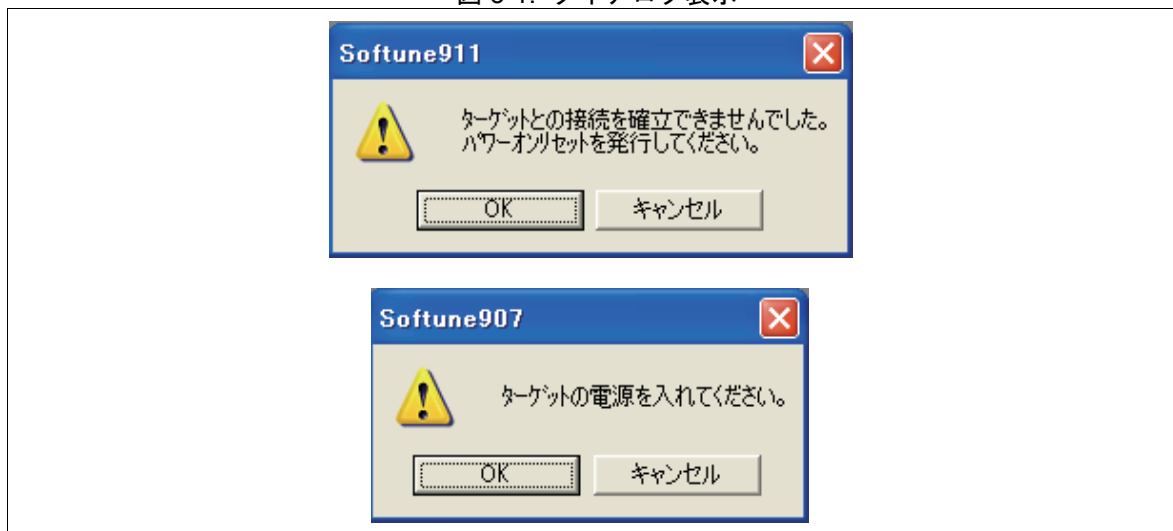 Softune911
ターゲットとの接続を確立できませんでした。
パワーオンリセットを発行してください。
OK キャンセル
Softune907
ターゲットの電源を入れてください。
OK キャンセル